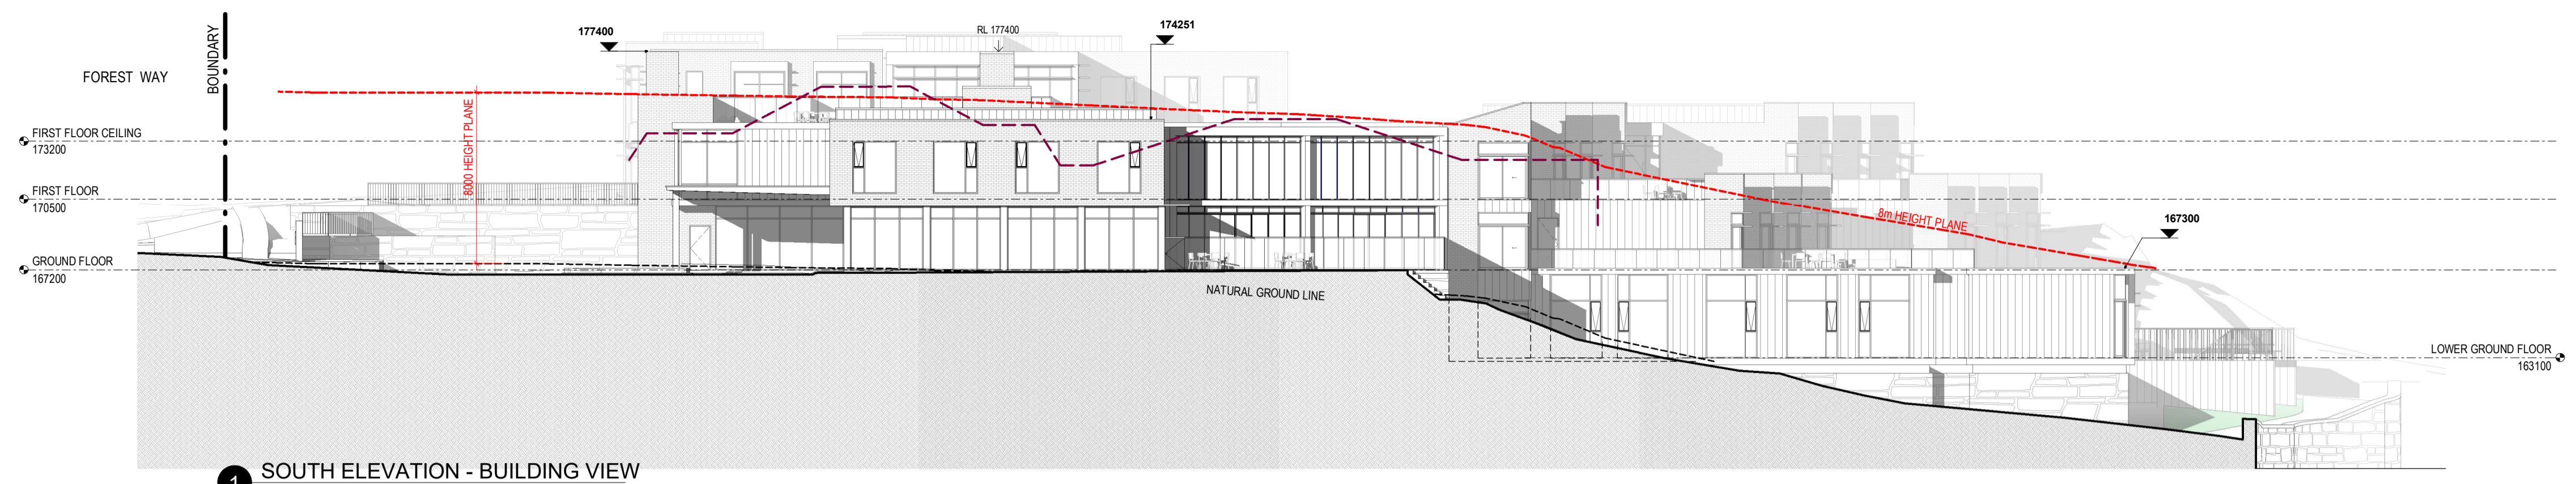 177400
RL 177400
174251
FOREST WAY
BOUNDARY
8000 HEIGHT PLANE
FIRST FLOOR CEILING
173200
FIRST FLOOR
170500
8m HEIGHT PLANE
167300
GROUND FLOOR
167200
NATURAL GROUND LINE
LOWER GROUND FLOOR
163100
1 SOUTH ELEVATION - BUILDING VIEW